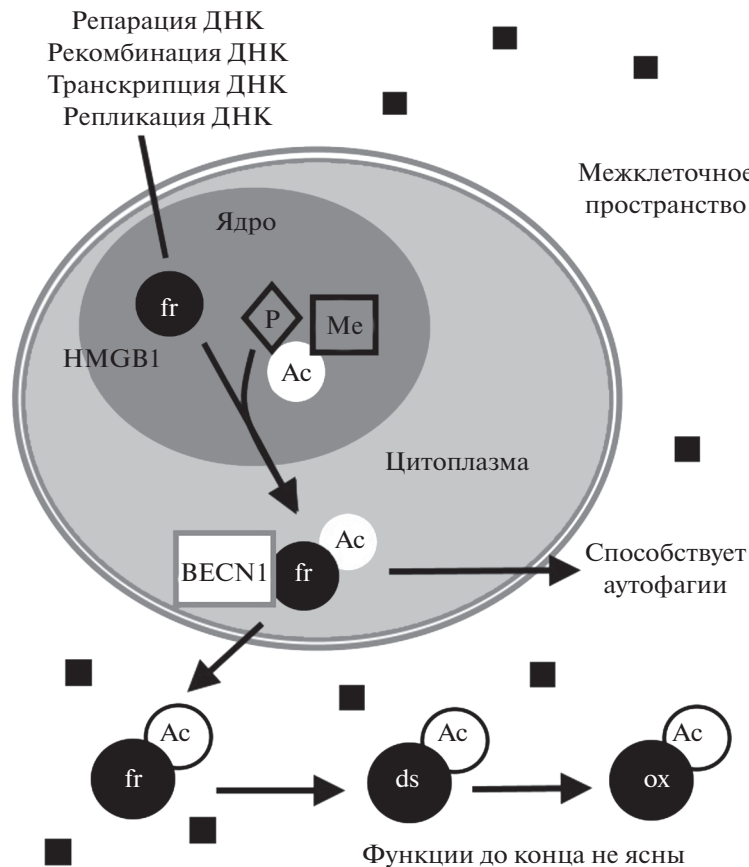 Репарация ДНК
Рекомбинация ДНК
Транскрипция ДНК
Репликация ДНК
Межклеточное
пространство
Ядро
fr
P
Me
HMGB1
Ac
Цитоплазма
Ac
BECN1
fr
Способствует
аутофагии
Ac
Ac
Ac
fr
ds
ox
Функции до конца не ясны